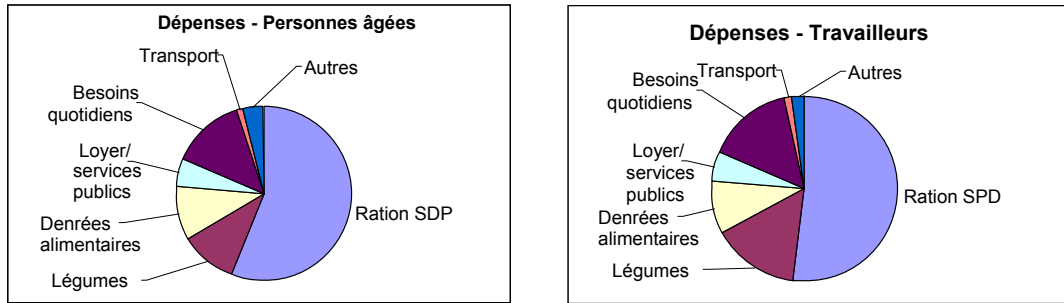 Dépenses - Personnes âgées
Transport
Autres
Besoins
quotidiens
Loyer/
services
publics
Denrées
alimentaires
Légumes
Ration SDP
Dépenses - Travailleurs
Transport
Autres
Besoins
quotidiens
Loyer/
services
publics
Denrées
alimentaires
Légumes
Ration SPD